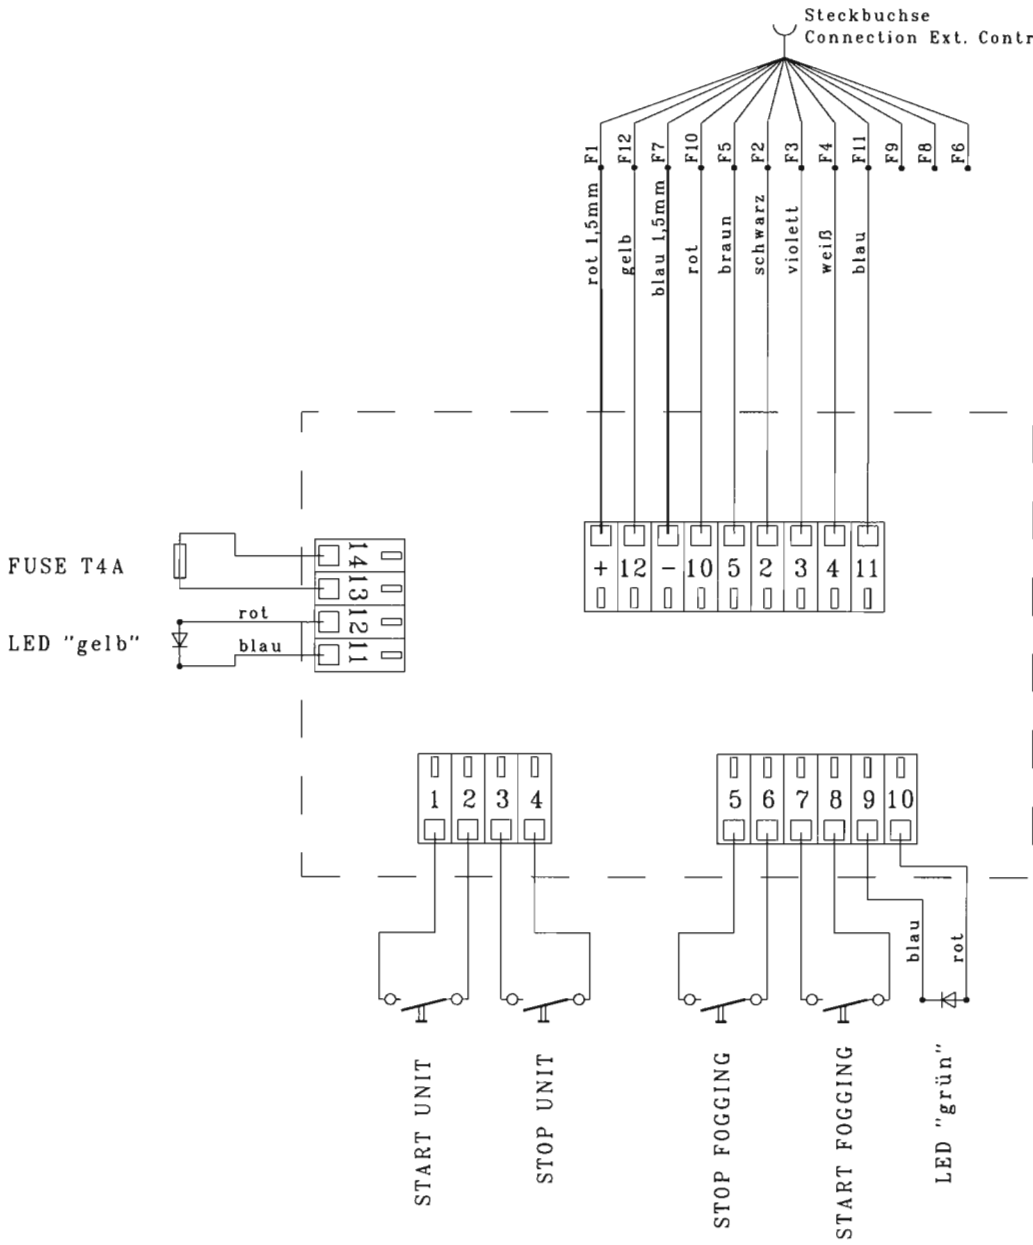 Steckbuchse
Connection Ext. Contr
F1 F12 F7 F10 F5 F2 F3 F4 F11 F9 F8 F6
rot 1,5mm
gelb
blau 1,5mm
rot
braun
schwarz
violett
weiß
blau
+ 12 - 10 5 2 3 4 11
FUSE T4A
14
13
rot
12
LED "gelb"
blau
11
1 2 3 4
5 6 7 8 9 10
blau
rot
START UNIT
STOP UNIT
STOP FOGGING
START FOGGING
LED "grün"